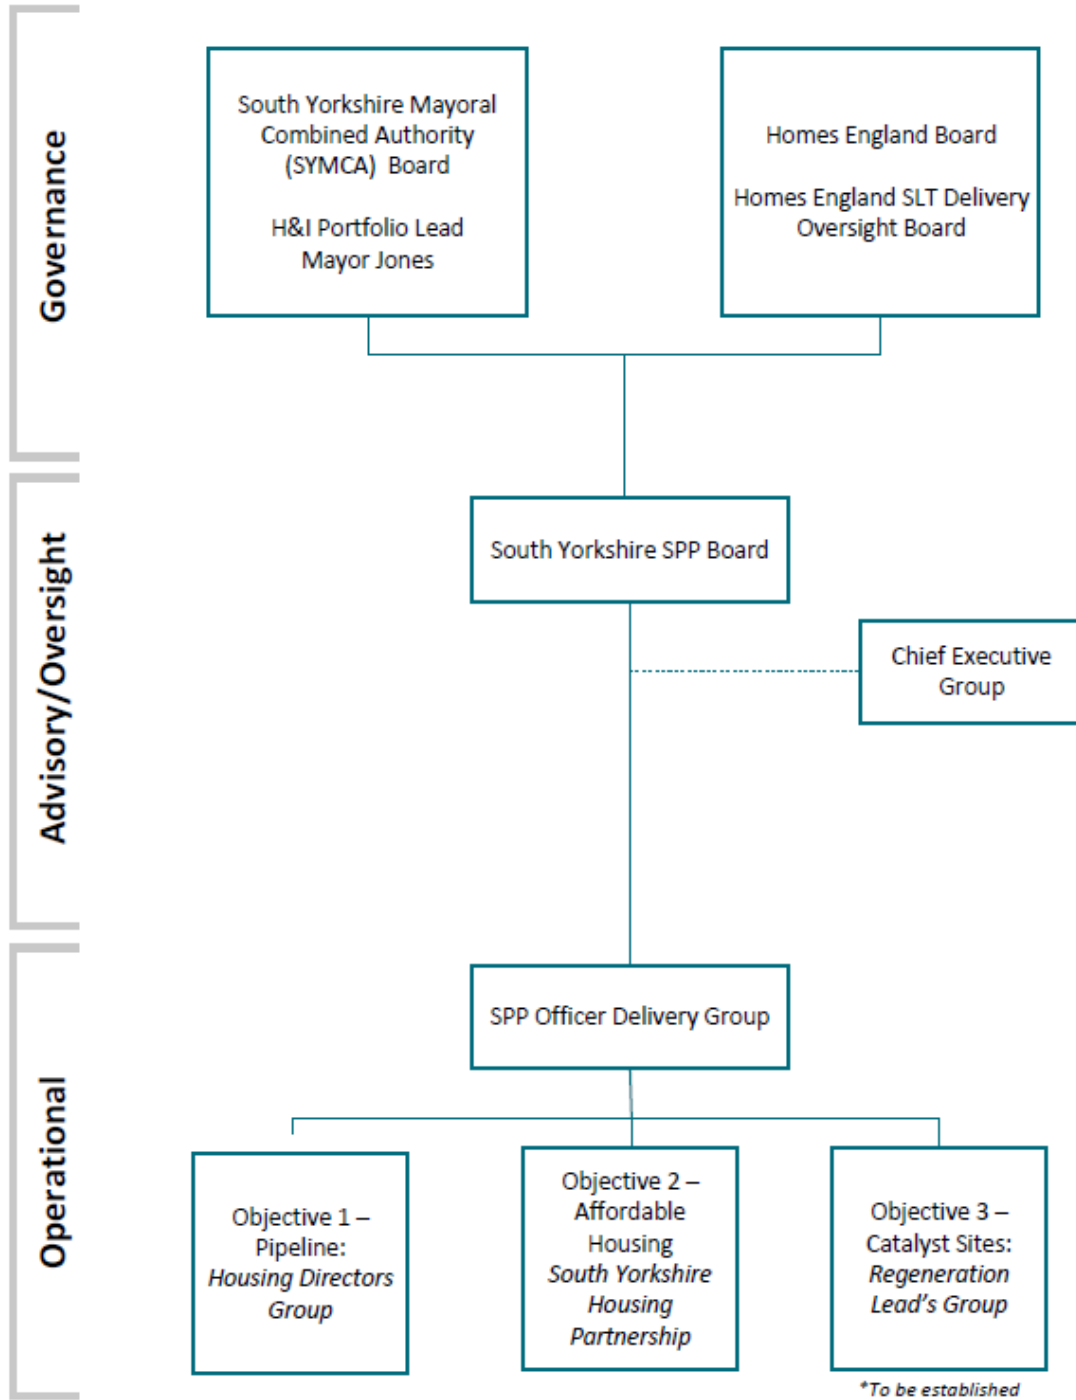 Governance
South Yorkshire Mayoral
Combined Authority
(SYMCA) Board
H&I Portfolio Lead
Mayor Jones
Homes England Board
Homes England SLT Delivery
Oversight Board
Advisory/Oversight
South Yorkshire SPP Board
Chief Executive
Group
Operational
SPP Officer Delivery Group
Objective 1 –
Pipeline:
Housing Directors
Group
Objective 2 –
Affordable
Housing
South Yorkshire
Housing
Partnership
Objective 3 –
Catalyst Sites:
Regeneration
Lead's Group
*To be established